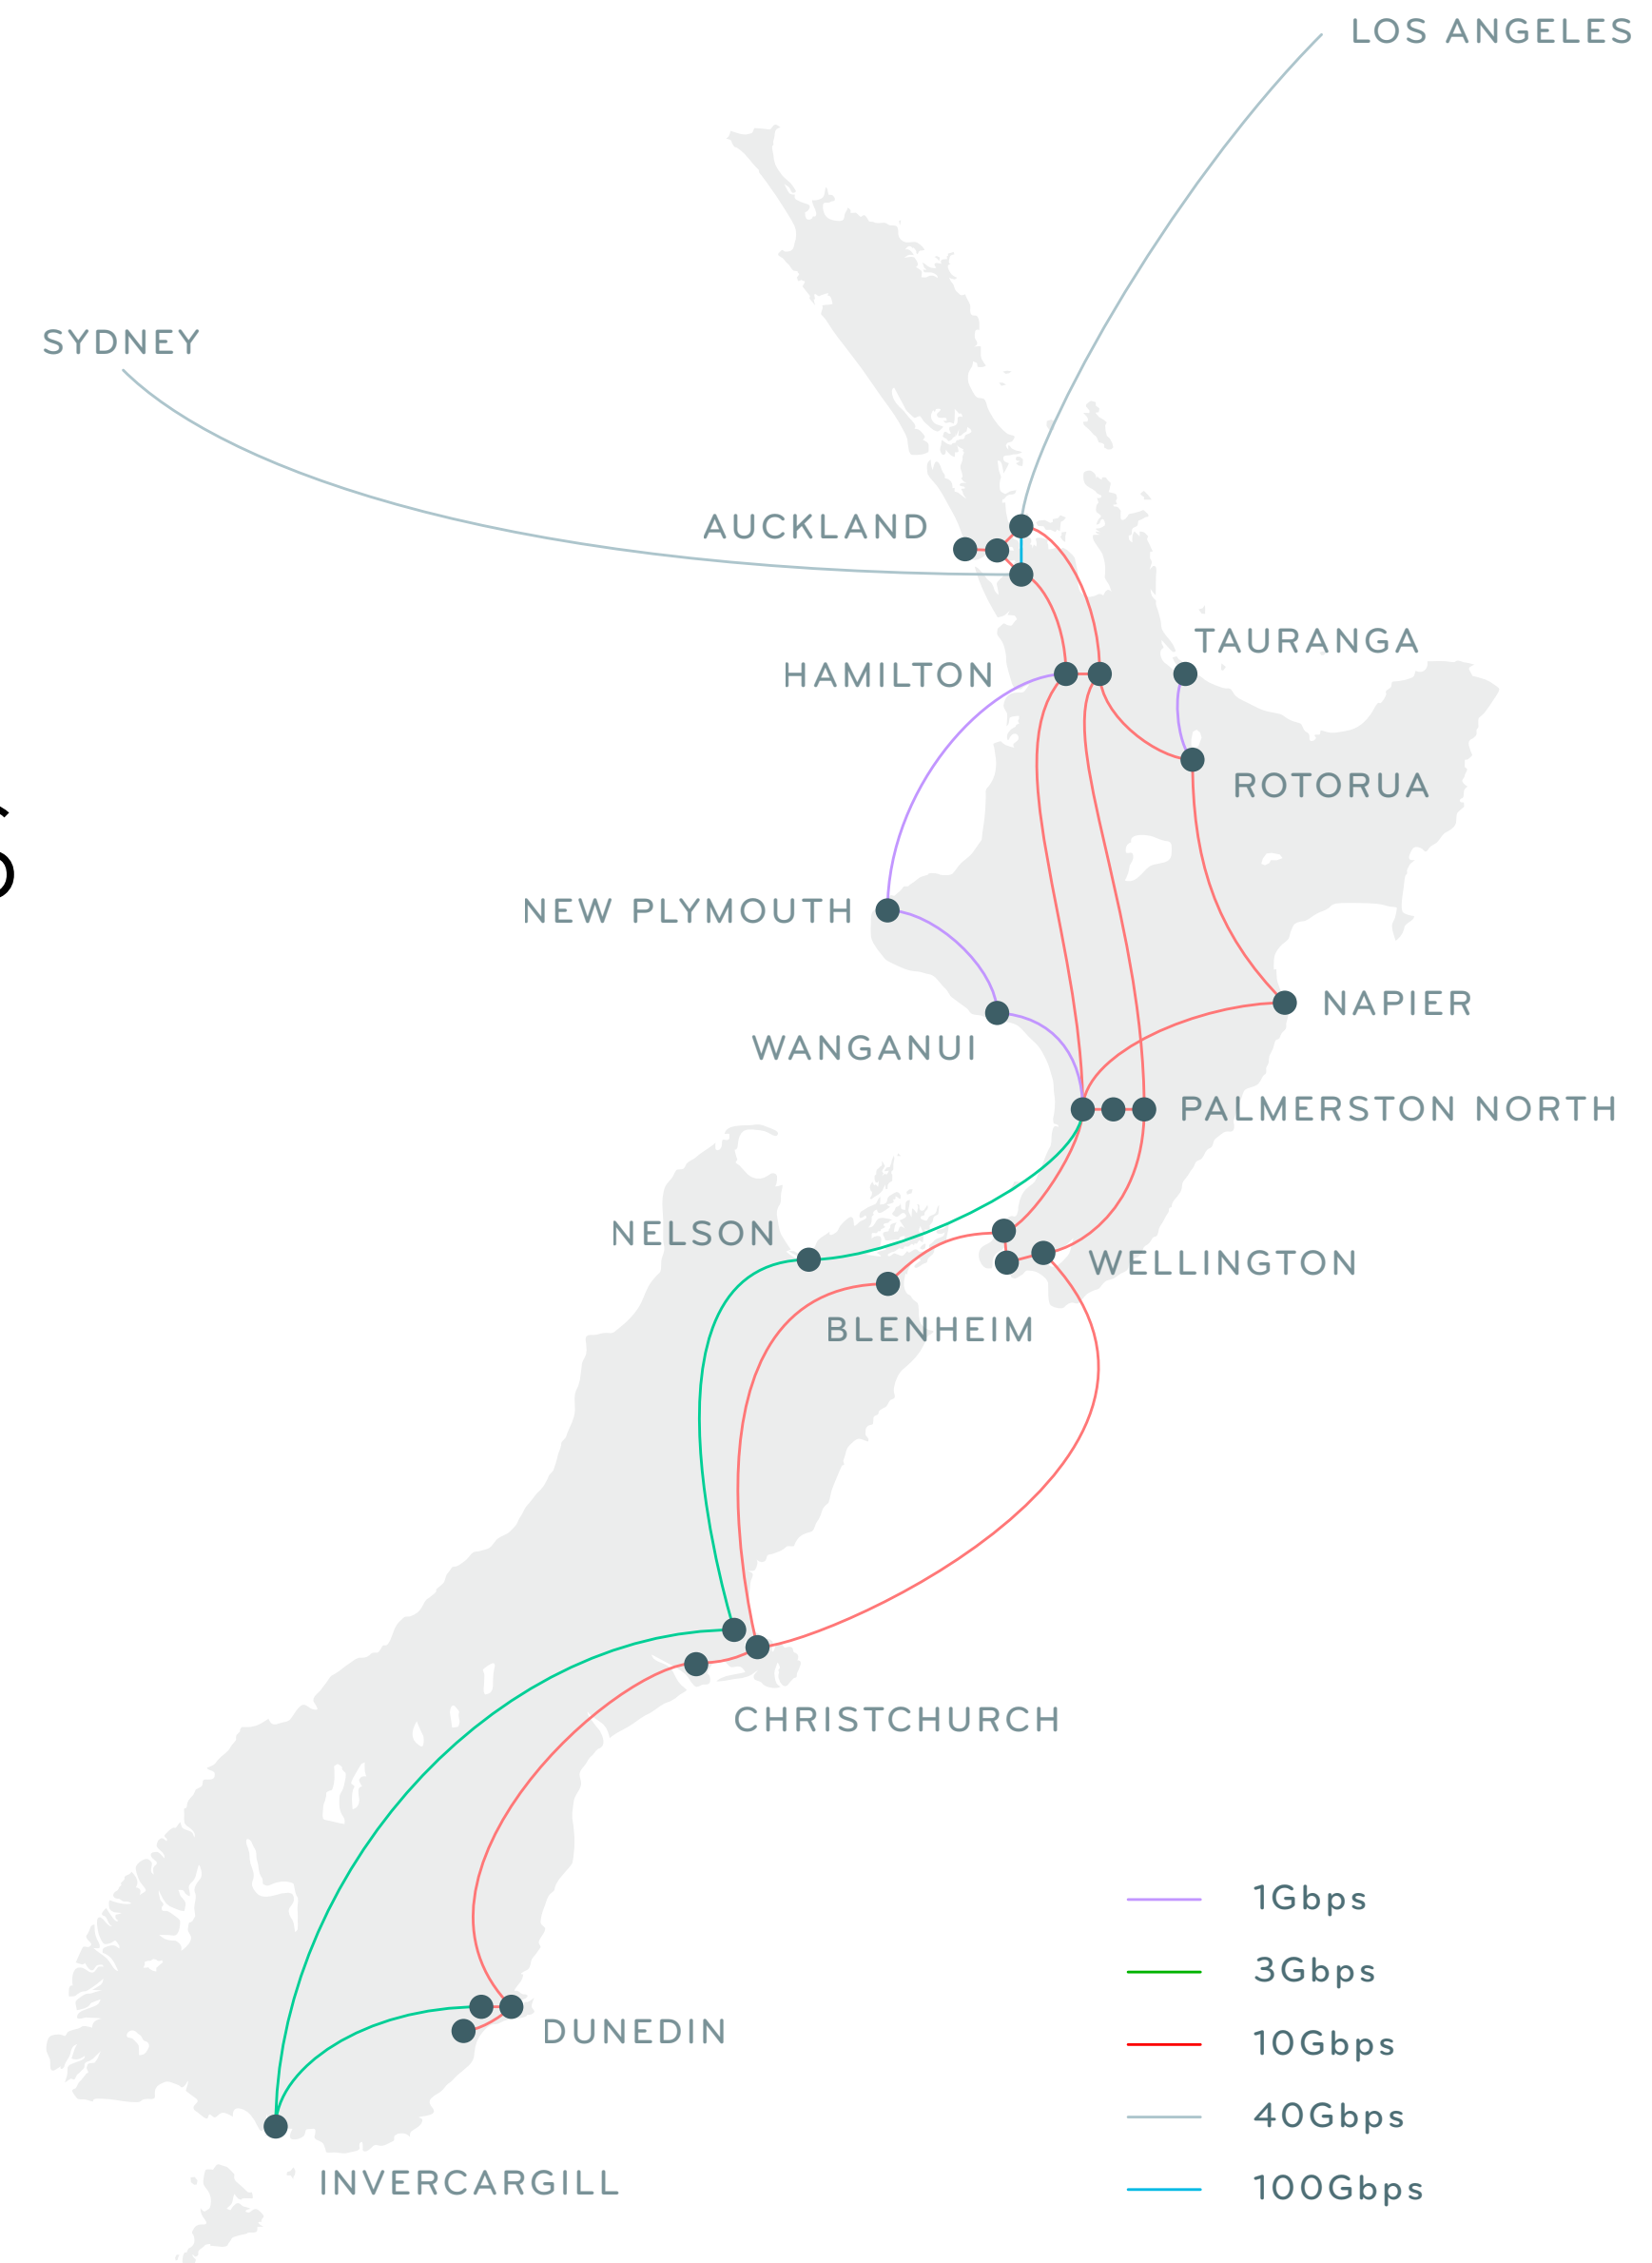 LOS ANGELES
SYDNEY
AUCKLAND
TAURANGA
HAMILTON
ROTORUA
NEW PLYMOUTH
NAPIER
WANGANUI
PALMERSTON NORTH
NELSON
WELLINGTON
BLENHEIM
CHRISTCHURCH
DUNEDIN
INVERCARGILL
1Gbps
3Gbps
10Gbps
40Gbps
100Gbps